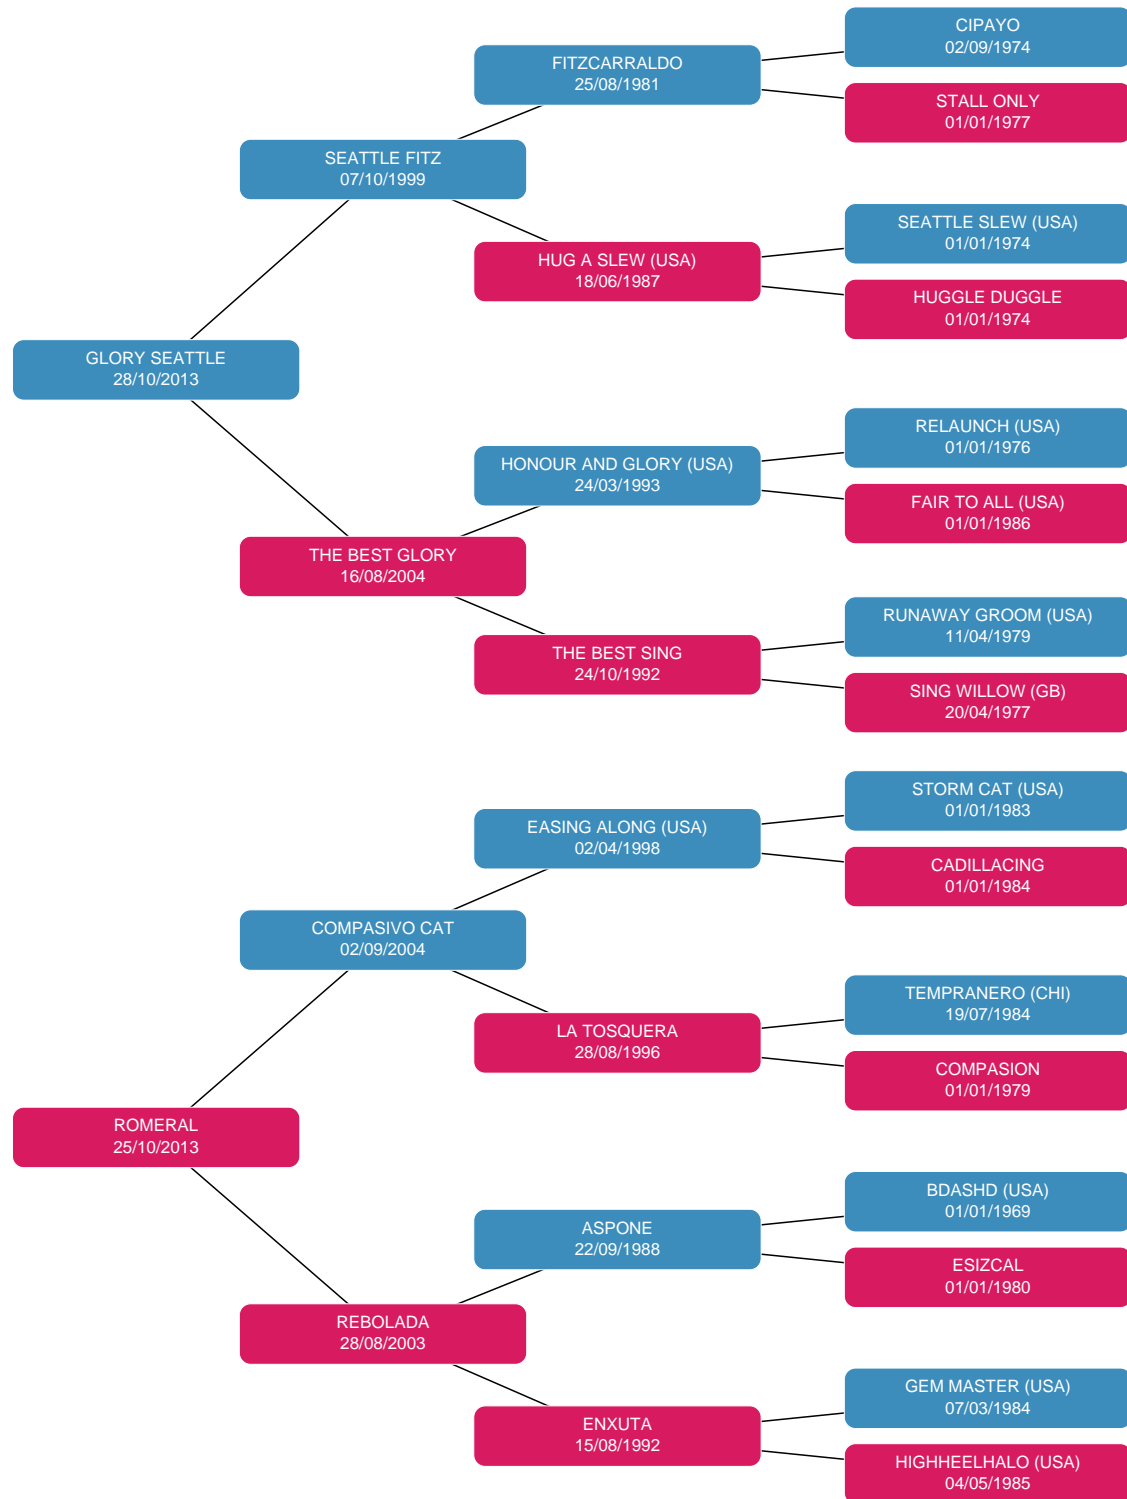 CIPAYO
02/09/1974
FITZCARRALDO
25/08/1981
STALL ONLY
01/01/1977
SEATTLE FITZ
07/10/1999
SEATTLE SLEW (USA)
01/01/1974
HUG A SLEW (USA)
18/06/1987
HUGGLE DUGGLE
01/01/1974
GLORY SEATTLE
28/10/2013
RELAUNCH (USA)
01/01/1976
HONOUR AND GLORY (USA)
24/03/1993
FAIR TO ALL (USA)
01/01/1986
THE BEST GLORY
16/08/2004
RUNAWAY GROOM (USA)
11/04/1979
THE BEST SING
24/10/1992
SING WILLOW (GB)
20/04/1977
STORM CAT (USA)
01/01/1983
EASING ALONG (USA)
02/04/1998
CADILLACING
01/01/1984
COMPASIVO CAT
02/09/2004
TEMPRANERO (CHI)
19/07/1984
LA TOSQUERA
28/08/1996
COMPASION
01/01/1979
ROMERAL
25/10/2013
BDASHD (USA)
01/01/1969
ASPONE
22/09/1988
ESIZCAL
01/01/1980
REBOLADA
28/08/2003
GEM MASTER (USA)
07/03/1984
ENXUTA
15/08/1992
HIGHHEELHALO (USA)
04/05/1985